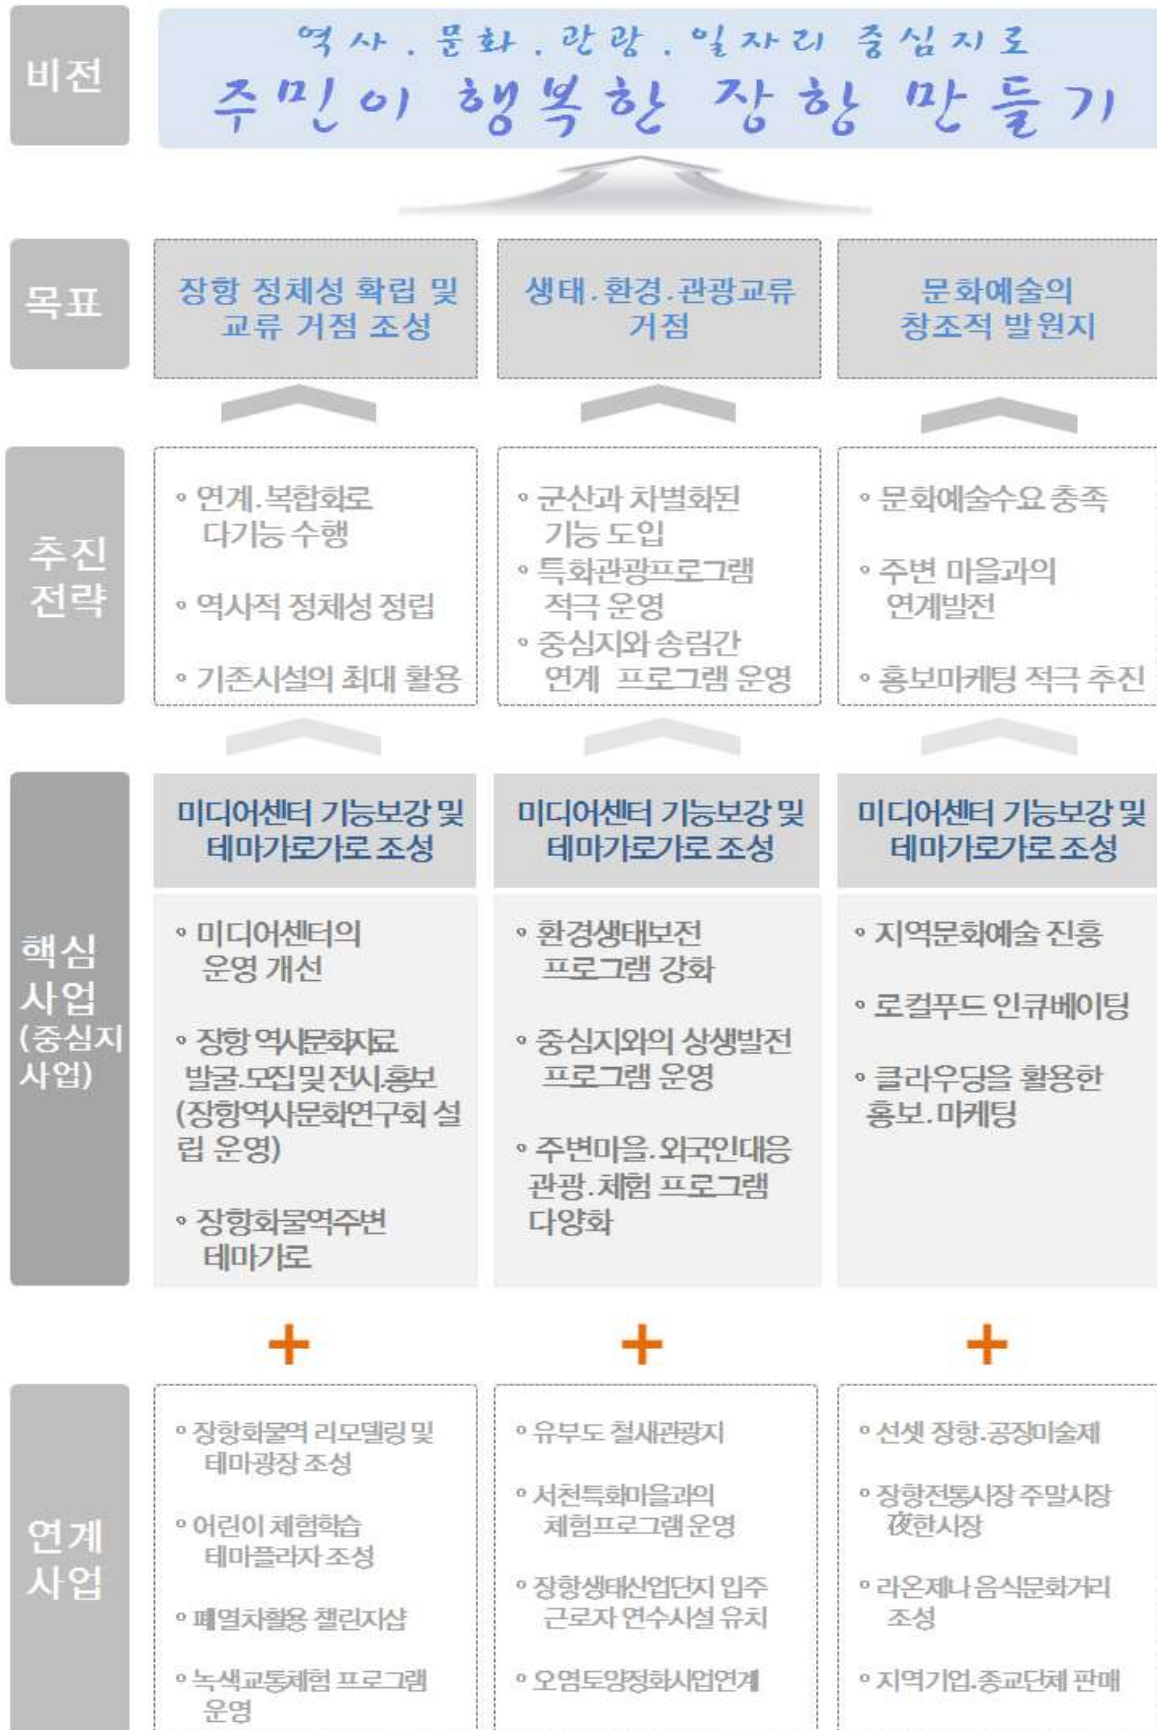 비전
역사.문화.관광.일자리 중심지로
주민이 행복한 장항 만들기
목표
장항 정체성 확립 및
교류 거점 조성
생태.환경.관광교류
거점
문화예술의
창조적 발원지
추진
전략
∘ 연계.복합화로
다기능 수행
∘ 역사적 정체성 정립
∘ 기존시설의 최대 활용
∘ 군산과 차별화된
기능 도입
∘ 특화관광프로그램
적극 운영
∘ 중심지와 송림간
연계 프로그램 운영
∘ 문화예술수요 충족
∘ 주변 마을과의
연계발전
∘ 홍보마케팅 적극 추진
핵심
사업
(중심지
사업)
미디어센터 기능보강 및
테마가로가로 조성
∘ 미디어센터의
운영 개선
∘ 장항 역사문화자료
발굴.모집 및 전시.홍보
(장항역사문화연구회 설
립 운영)
∘ 장항화물역주변
테마가로
미디어센터 기능보강 및
테마가로가로 조성
∘ 환경생태보전
프로그램 강화
∘ 중심지와의 상생발전
프로그램 운영
∘ 주변마을.외국인대응
관광.체험 프로그램
다양화
미디어센터 기능보강 및
테마가로가로 조성
∘ 지역문화예술 진흥
∘ 로컬푸드 인큐베이팅
∘ 클라우딩을 활용한
홍보.마케팅
+
+
+
연계
사업
∘ 장항화물역 리모델링 및
테마광장 조성
∘ 어린이 체험학습
테마플라자 조성
∘ 폐열차활용 챌린지샵
∘ 녹색교통체험 프로그램
운영
∘ 유부도 철새관광지
∘ 서천특화마을과의
체험프로그램 운영
∘ 장항생태산업단지 입주
근로자 연수시설 유치
∘ 오염토양정화사업연계
∘ 선셋 장항.공장미술제
∘ 장항전통시장 주말시장
夜한시장
∘ 라온제나 음식문화거리
조성
∘ 지역기업.종교단체 판매